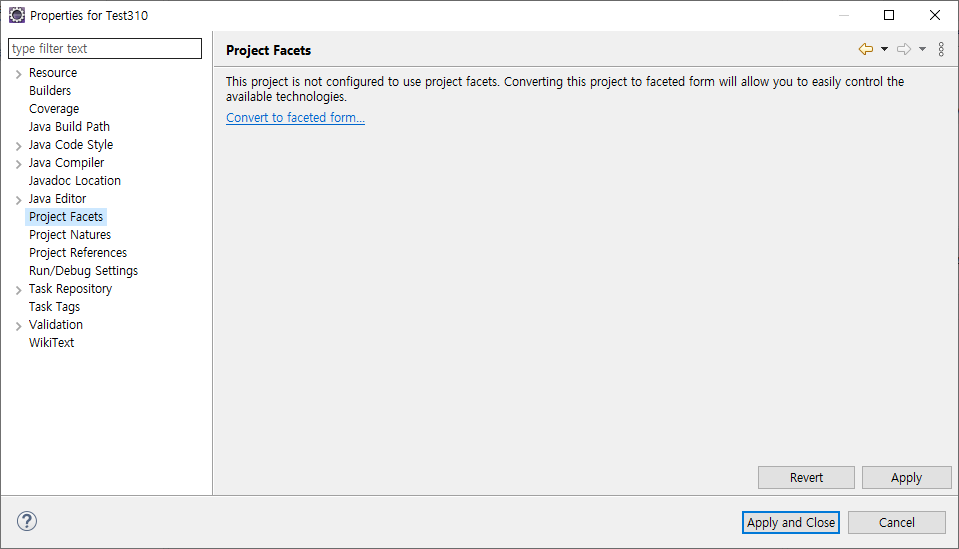 Properties for Test310
type filter text
Resource
Builders
Coverage
Java Build Path
Java Code Style
Java Compiler
Javadoc Location
Java Editor
Project Facets
Project Natures
Project References
Run/Debug Settings
Task Repository
Task Tags
Validation
WikiText
Project Facets
This project is not configured to use project facets. Converting this project to faceted form will allow you to easily control the
available technologies.
Convert to faceted form...
Revert
Apply
?
Apply and Close
Cancel